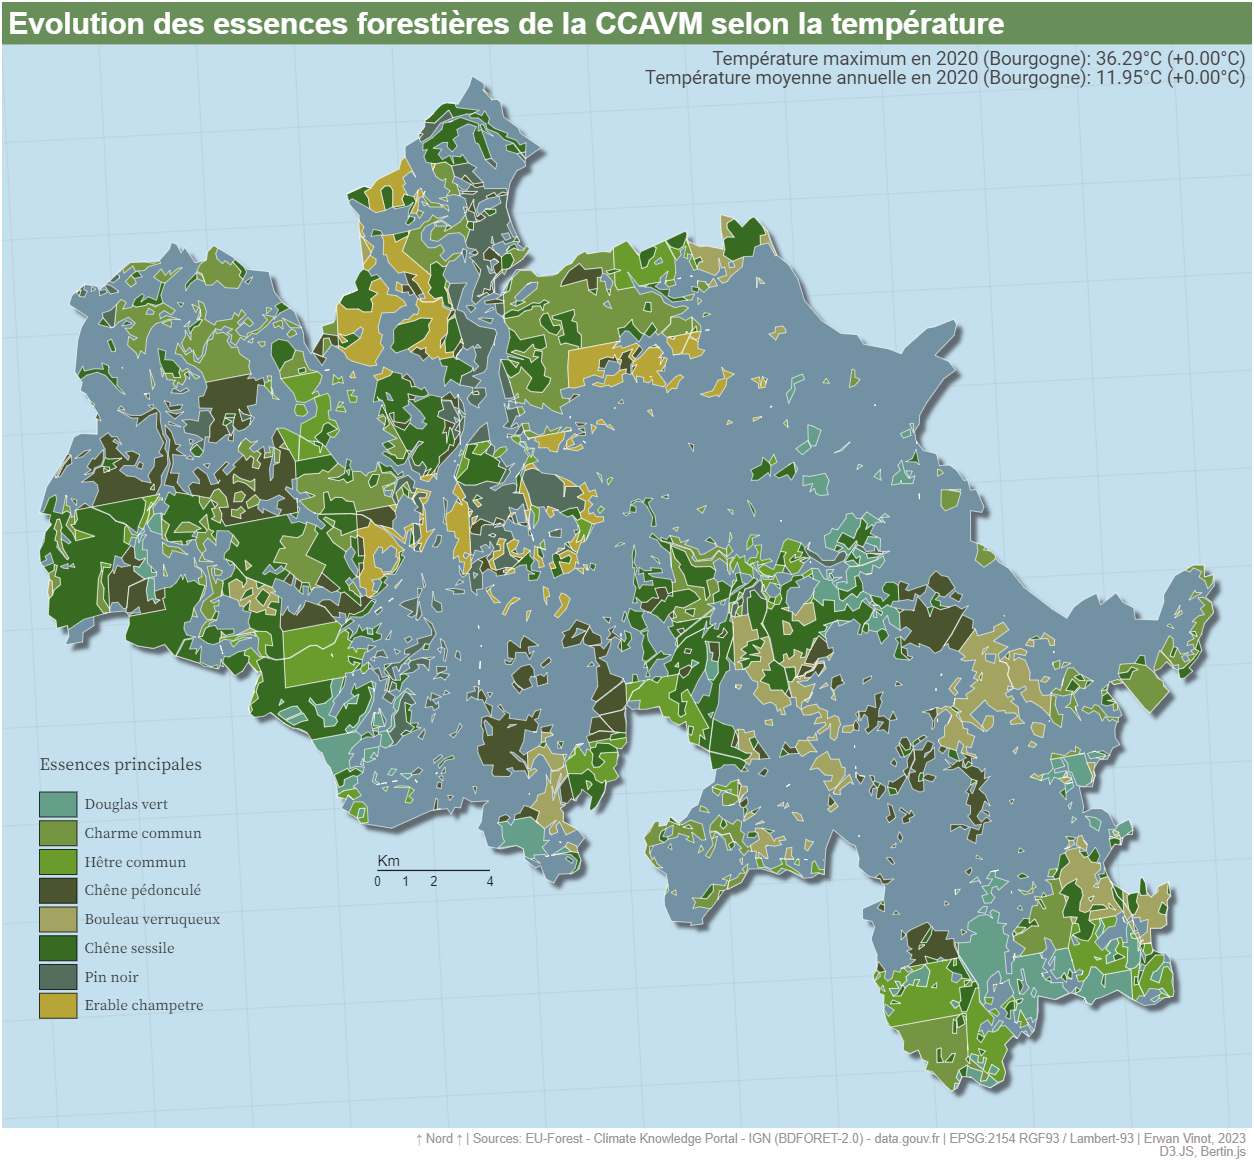 Evolution des essences forestières de la CCAVM selon la température
Température maximum en 2020 (Bourgogne): 36.29°C (+0.00°C)
Température moyenne annuelle en 2020 (Bourgogne): 11.95°C (+0.00°C)
Essences principales
Douglas vert
Charme commun
Hêtre commun
Chêne pédonculé
Bouleau verruqueux
Chêne sessile
Pin noir
Erable champetre
Km
0 1 2 4
↑ Nord ↑ | Sources: EU-Forest - Climate Knowledge Portal - IGN (BDFORET-2.0) - data.gouv.fr | EPSG:2154 RGF93 / Lambert-93 | Erwan Vinot, 2023
D3.JS, Bertin.js